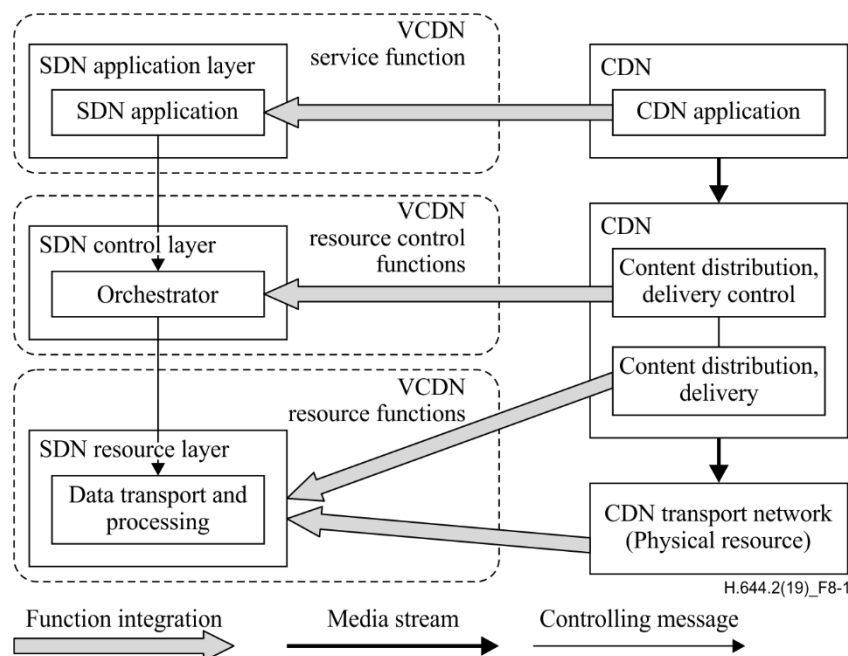 VCDN
service function
SDN application layer
SDN application
CDN
CDN application
VCDN
resource control
functions
SDN control layer
Orchestrator
CDN
Content distribution,
delivery control
Content distribution,
delivery
VCDN
resource functions
SDN resource layer
Data transport and
processing
CDN transport network
(Physical resource)
H.644.2(19)_F8-1
Function integration
Media stream
Controlling message